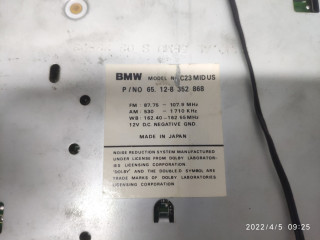 BMW MODEL No C23 MID US
P/NO 65. 12-8 352 868
FM : 87.75 - 107.9 MHz
AM : 530 - 1710 KHz
WB : 162.40-162.55 MHz
12V D.C NEGATIVE GND.
MADE IN JAPAN
NOISE REDUCTION SYSTEM MANUFACTURED
UNDER LICENSE FROM DOLBY LABORATOR-
IES LICENSING CORPORATION.
"DOLBY" AND THE DOUBLE-D SYMBOL ARE
TRADE MARKS OF DOLBY LABORATORIES
LICENSING CORPORATION
2022/4/5 09:25